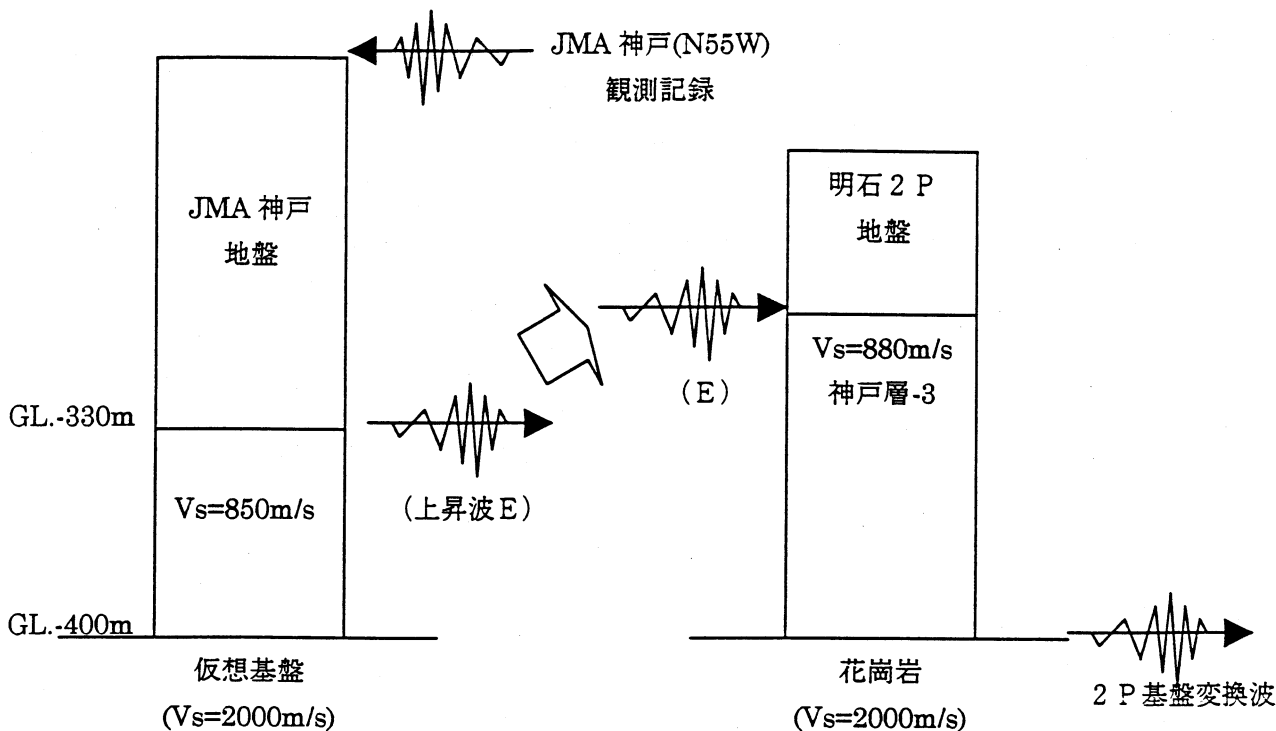 JMA 神戸(N55W)
観測記録
JMA 神戸
地盤
明石２Ｐ
地盤
Vs=880m/s
神戸層-3
（Ｅ）
GL.-330m
Vs=850m/s
（上昇波Ｅ）
GL.-400m
仮想基盤
(Vs=2000m/s)
花崗岩
(Vs=2000m/s)
２Ｐ基盤変換波